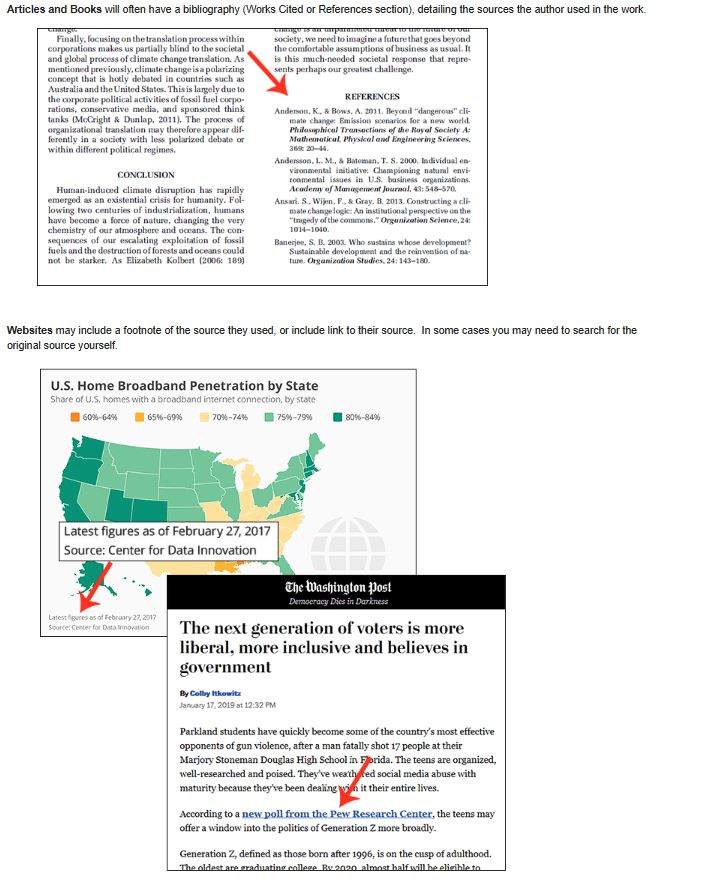 Articles and Books will often have a bibliography (Works Cited or References section), detailing the sources the author used in the work.
Finally, focusing on the translation process within
corporations makes us partially blind to the societal
and global process of climate change translation. As
mentioned previously, climate change is a polarizing
concept that is hotly debated in countries such as
Australia and the United States. This is largely due to
the corporate political activities of fossil fuel corpo-
rations, conservative media, and sponsored think
tanks (McCright & Dunlap, 2011). The process of
organizational translation may therefore appear dif-
ferently in a society with less polarized debate or
within different political regimes.
CONCLUSION
Human-induced climate disruption has rapidly
emerged as an existential crisis for humanity. Fol-
lowing two centuries of industrialization, humans
have become a force of nature, changing the very
chemistry of our atmosphere and oceans. The con-
sequences of our escalating exploitation of fossil
fuels and the destruction of forests and oceans could
not be starker. As Elizabeth Kolbert (2006: 189)
society, we need to imagine a future that goes beyond
the comfortable assumptions of business as usual. It
is this much-needed societal response that repre-
sents perhaps our greatest challenge.
REFERENCES
Anderson, K., & Bows, A. 2011. Beyond "dangerous" cli-
mate change: Emission scenarios for a new world.
Philosophical Transactions of the Royal Society A:
Mathematical, Physical and Engineering Sciences,
369: 20–44.
Andersson, L. M., & Bateman, T. S. 2000. Individual en-
vironmental initiative: Championing natural envi-
ronmental issues in U.S. business organizations.
Academy of Management Journal, 43: 548–570.
Ansari, S., Wijen, F., & Gray, B. 2013. Constructing a cli-
mate change logic: An institutional perspective on the
"tragedy of the commons." Organization Science, 24:
1014–1040.
Banerjee, S. B. 2003. Who sustains whose development?
Sustainable development and the reinvention of na-
ture. Organization Studies, 24: 143–180.
Websites may include a footnote of the source they used, or include link to their source. In some cases you may need to search for the
original source yourself.
U.S. Home Broadband Penetration by State
Share of U.S. homes with a broadband internet connection, by state
60%-64% 65%-69% 70%-74% 75%-79% 80%-84%
Latest figures as of February 27, 2017
Source: Center for Data Innovation
Latest figures as of February 27, 2017
Source: Center for Data Innovation
The Washington Post
Democracy Dies in Darkness
The next generation of voters is more
liberal, more inclusive and believes in
government
By Colby Itkowitz
January 17, 2019 at 12:32 PM
Parkland students have quickly become some of the country's most effective
opponents of gun violence, after a man fatally shot 17 people at their
Marjory Stoneman Douglas High School in Florida. The teens are organized,
well-researched and poised. They've weathered social media abuse with
maturity because they've been dealing with it their entire lives.
According to a new poll from the Pew Research Center, the teens may
offer a window into the politics of Generation Z more broadly.
Generation Z, defined as those born after 1996, is on the cusp of adulthood.
The oldest are graduating college. By 2020, almost half will be eligible to